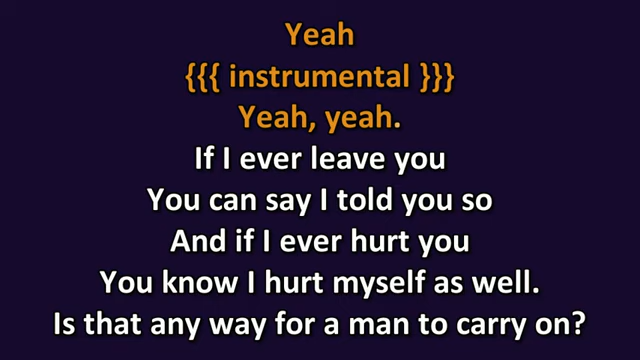 Yeah
{{{ instrumental }}}
Yeah, yeah.
If I ever leave you
You can say I told you so
And if I ever hurt you
You know I hurt myself as well.
Is that any way for a man to carry on?